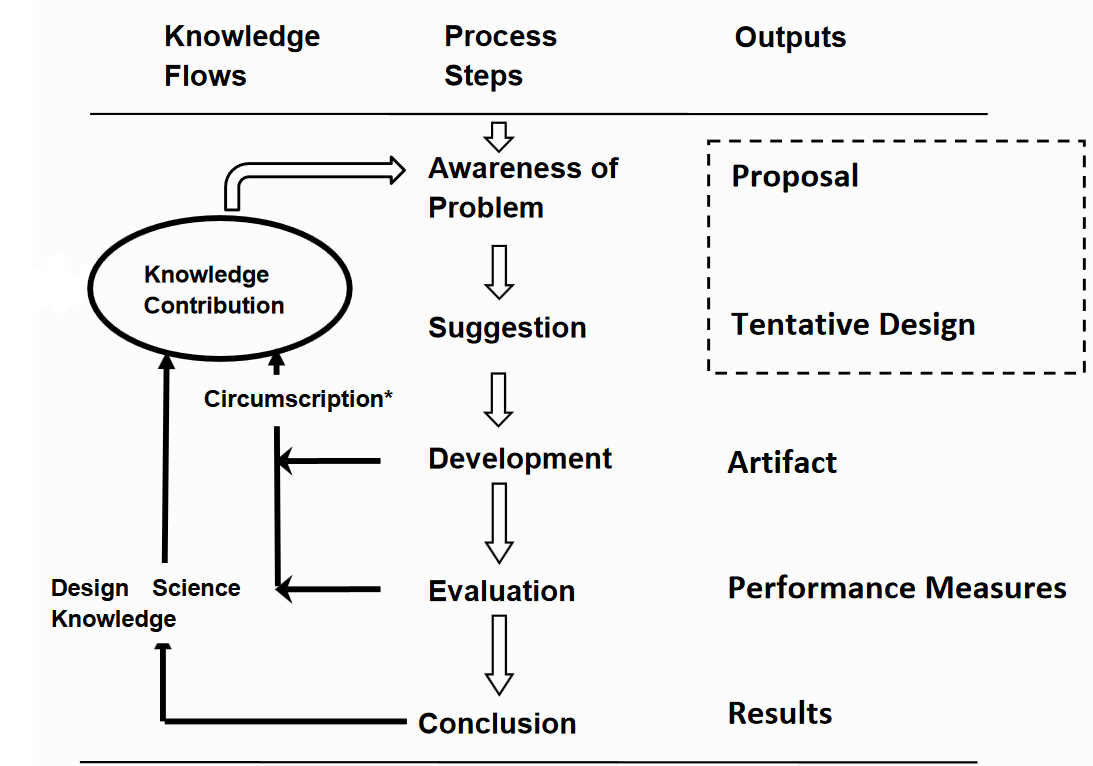 Knowledge
Flows
Process
Steps
Outputs
Awareness of
Problem
Proposal
Knowledge
Contribution
Suggestion
Tentative Design
Circumscription*
Development
Artifact
Design Science
Knowledge
Evaluation
Performance Measures
Conclusion
Results